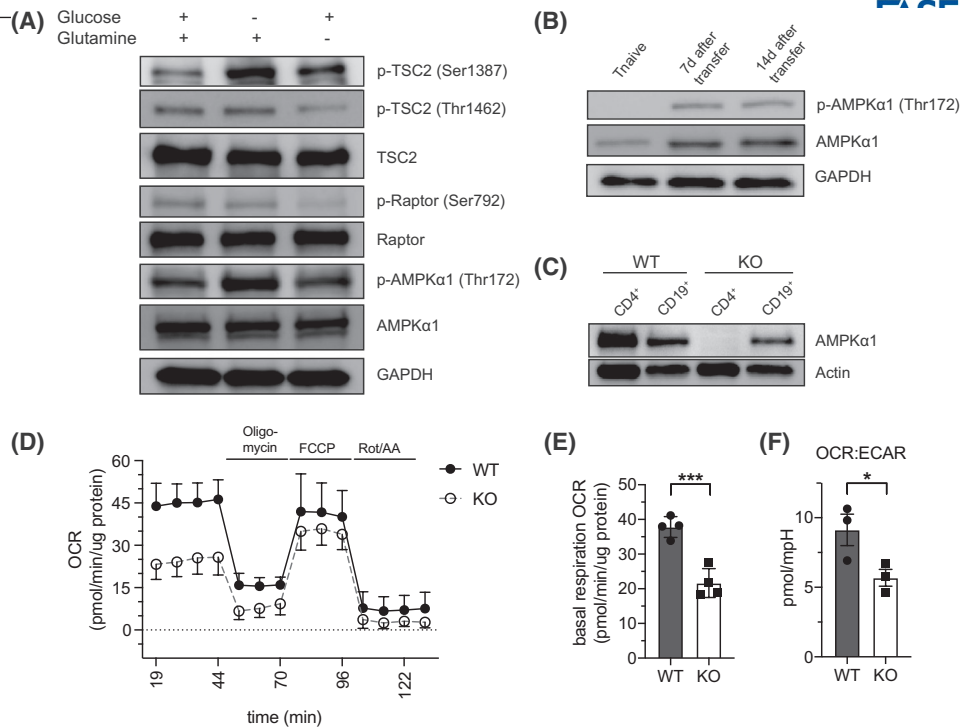 (A)
Glucose + - +
Glutamine + + -
p-TSC2 (Ser1387)
p-TSC2 (Thr1462)
TSC2
p-Raptor (Ser792)
Raptor
p-AMPKα1 (Thr172)
AMPKα1
GAPDH
(B)
Tnaive
7d after
transfer
14d after
transfer
p-AMPKα1 (Thr172)
AMPKα1
GAPDH
(C)
WT KO
CD4⁺ CD19⁺ CD4⁺ CD19⁺
AMPKα1
Actin
(D)
Oligo-
mycin FCCP Rot/AA
WT
KO
OCR
(pmol/min/ug protein)
60
45
30
15
0
19 44 70 96 122
time (min)
(E)
***
basal respiration OCR
(pmol/min/ug protein)
50
40
30
20
10
0
WT KO
(F)
OCR:ECAR
*
pmol/mpH
10
5
0
WT KO